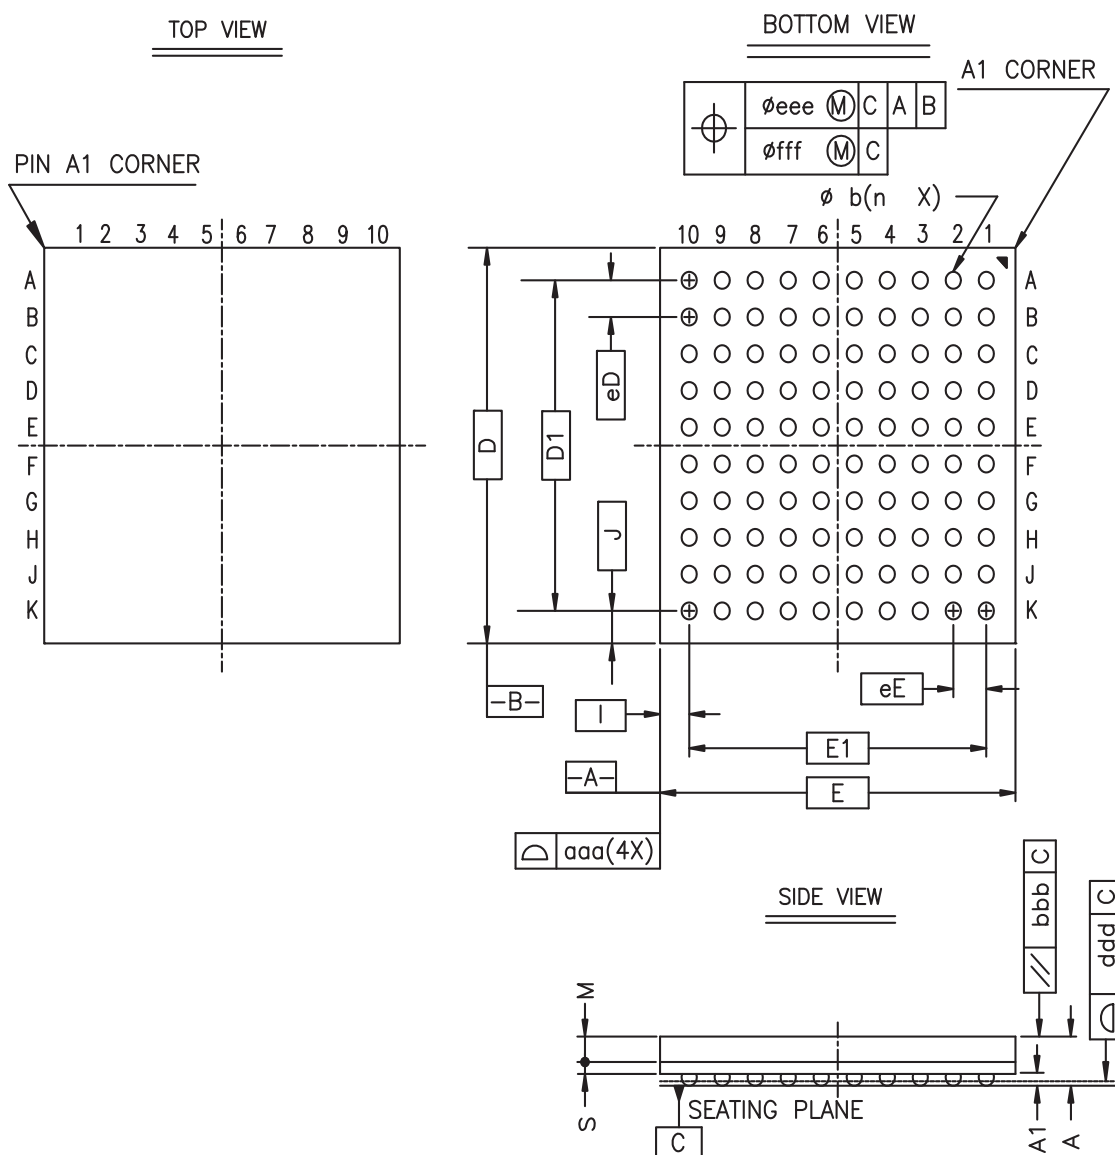 TOP VIEW
BOTTOM VIEW
A1 CORNER
øeee Ⓜ C A B
øfff Ⓜ C
PIN A1 CORNER
ø b(n X)
1 2 3 4 5 6 7 8 9 10
10 9 8 7 6 5 4 3 2 1
A
B
C
D
E
F
G
H
J
K
A
B
C
D
E
F
G
H
J
K
eD
D
D1
J
eE
-B-
I
E1
-A-
E
aaa(4X)
SIDE VIEW
// bbb C
ddd C
M
S
SEATING PLANE
C
A1
A